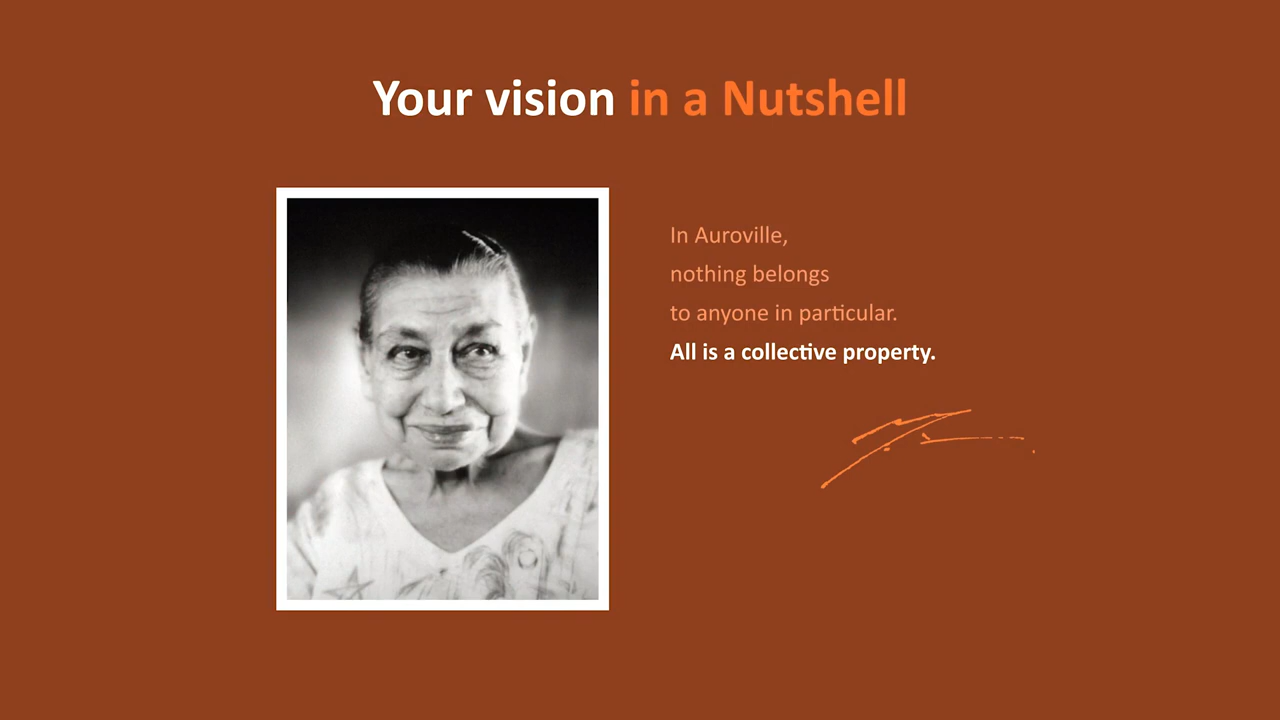 Your vision in a Nutshell
In Auroville,
nothing belongs
to anyone in particular.
All is a collective property.